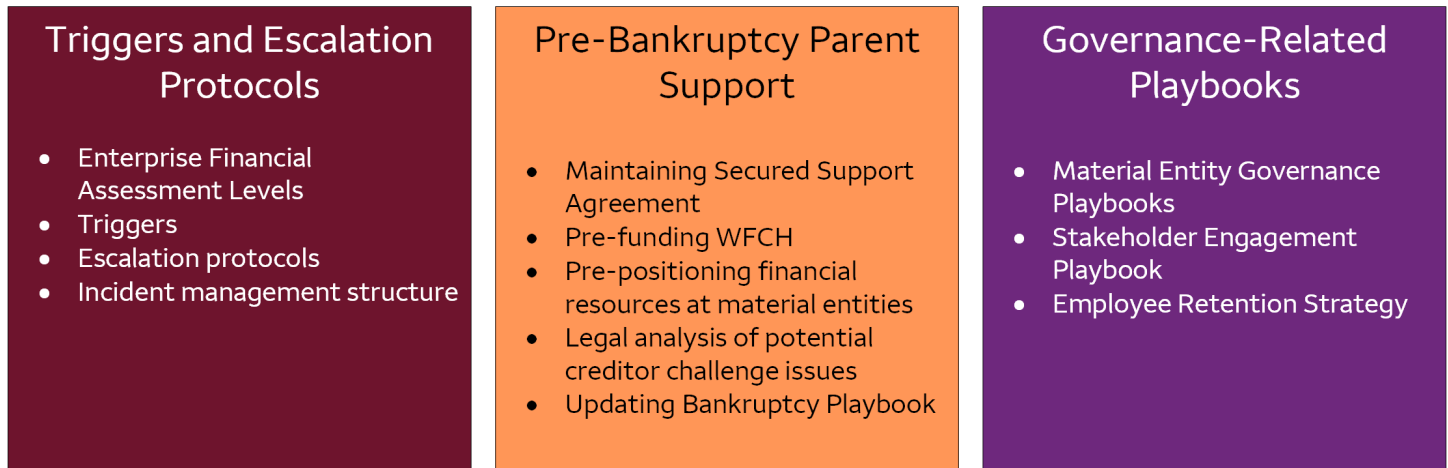 Triggers and Escalation
Protocols
• Enterprise Financial
Assessment Levels
• Triggers
• Escalation protocols
• Incident management structure
Pre-Bankruptcy Parent
Support
• Maintaining Secured Support
Agreement
• Pre-funding WFCH
• Pre-positioning financial
resources at material entities
• Legal analysis of potential
creditor challenge issues
• Updating Bankruptcy Playbook
Governance-Related
Playbooks
• Material Entity Governance
Playbooks
• Stakeholder Engagement
Playbook
• Employee Retention Strategy